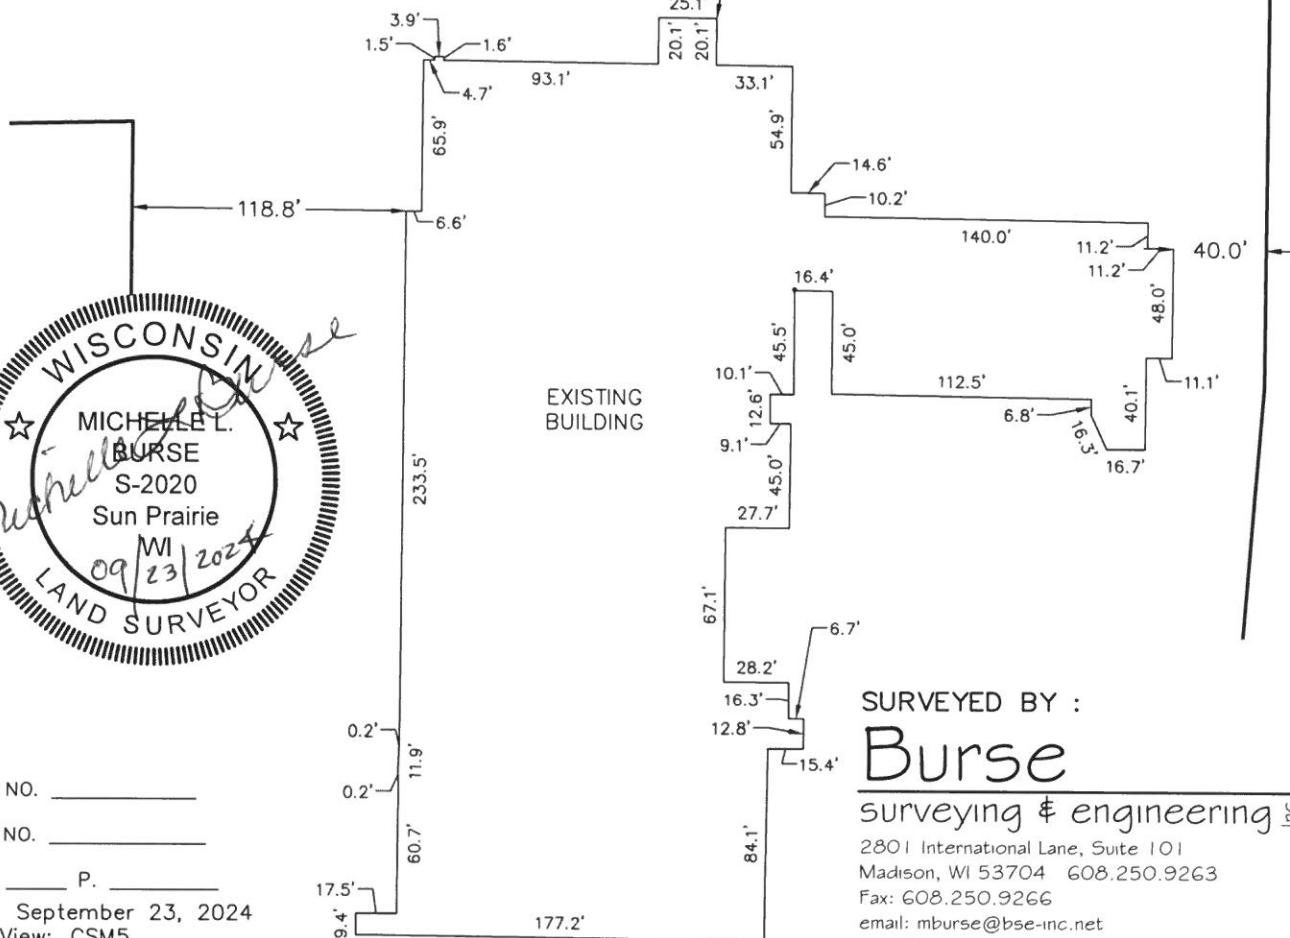 25.1'
3.9'
1.5'
1.6'
20.1'
20.1'
93.1'
33.1'
4.7'
65.9'
54.9'
14.6'
118.8'
6.6'
10.2'
140.0'
11.2'
11.2'
40.0'
16.4'
48.0'
45.5'
45.0'
10.1'
112.5'
11.1'
EXISTING
BUILDING
12.6'
6.8'
40.1'
9.1'
16.3'
16.7'
45.0'
233.5'
27.7'
67.1'
6.7'
28.2'
16.3'
12.8'
15.4'
0.2'
11.9'
0.2'
60.7'
84.1'
17.5'
9.4'
177.2'
WISCONSIN
MICHELLE L.
BURSE
S-2020
Sun Prairie
WI
LAND SURVEYOR
Michelle L Burse
09/23/2024
NO.
NO.
P.
September 23, 2024
View: CSM5
SURVEYED BY :
Burse
surveying & engineering
2801 International Lane, Suite 101
Madison, WI 53704 608.250.9263
Fax: 608.250.9266
email: mburse@bse-inc.net